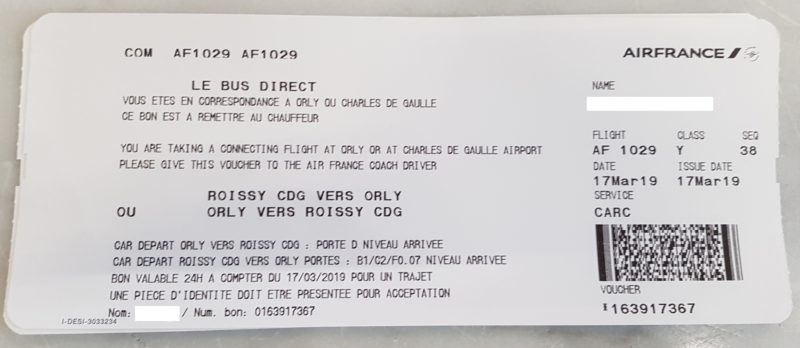 COM AF1029 AF1029
LE BUS DIRECT
VOUS ETES EN CORRESPONDANCE A ORLY OU CHARLES DE GAULLE
CE BON EST A REMETTRE AU CHAUFFEUR
YOU ARE TAKING A CONNECTING FLIGHT AT ORLY OR AT CHARLES DE GAULLE AIRPORT
PLEASE GIVE THIS VOUCHER TO THE AIR FRANCE COACH DRIVER
ROISSY CDG VERS ORLY
OU ORLY VERS ROISSY CDG
CAR DEPART ORLY VERS ROISSY CDG : PORTE D NIVEAU ARRIVEE
CAR DEPART ROISSY CDG VERS ORLY PORTES : B1/C2/F0.07 NIVEAU ARRIVEE
BON VALABLE 24H A COMPTER DU 17/03/2019 POUR UN TRAJET
UNE PIECE D'IDENTITE DOIT ETRE PRESENTEE POUR ACCEPTATION
Nom: / Num. bon: 0163917367
I-DESI-3033234
AIRFRANCE
NAME
FLIGHT CLASS SEQ
AF 1029 Y 38
DATE ISSUE DATE
17Mar19 17Mar19
SERVICE
CARC
VOUCHER
*163917367